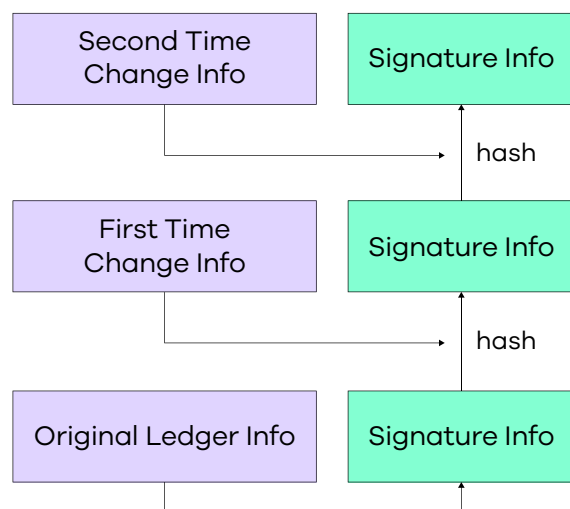 Second Time
Change Info
Signature Info
hash
First Time
Change Info
Signature Info
hash
Original Ledger Info
Signature Info